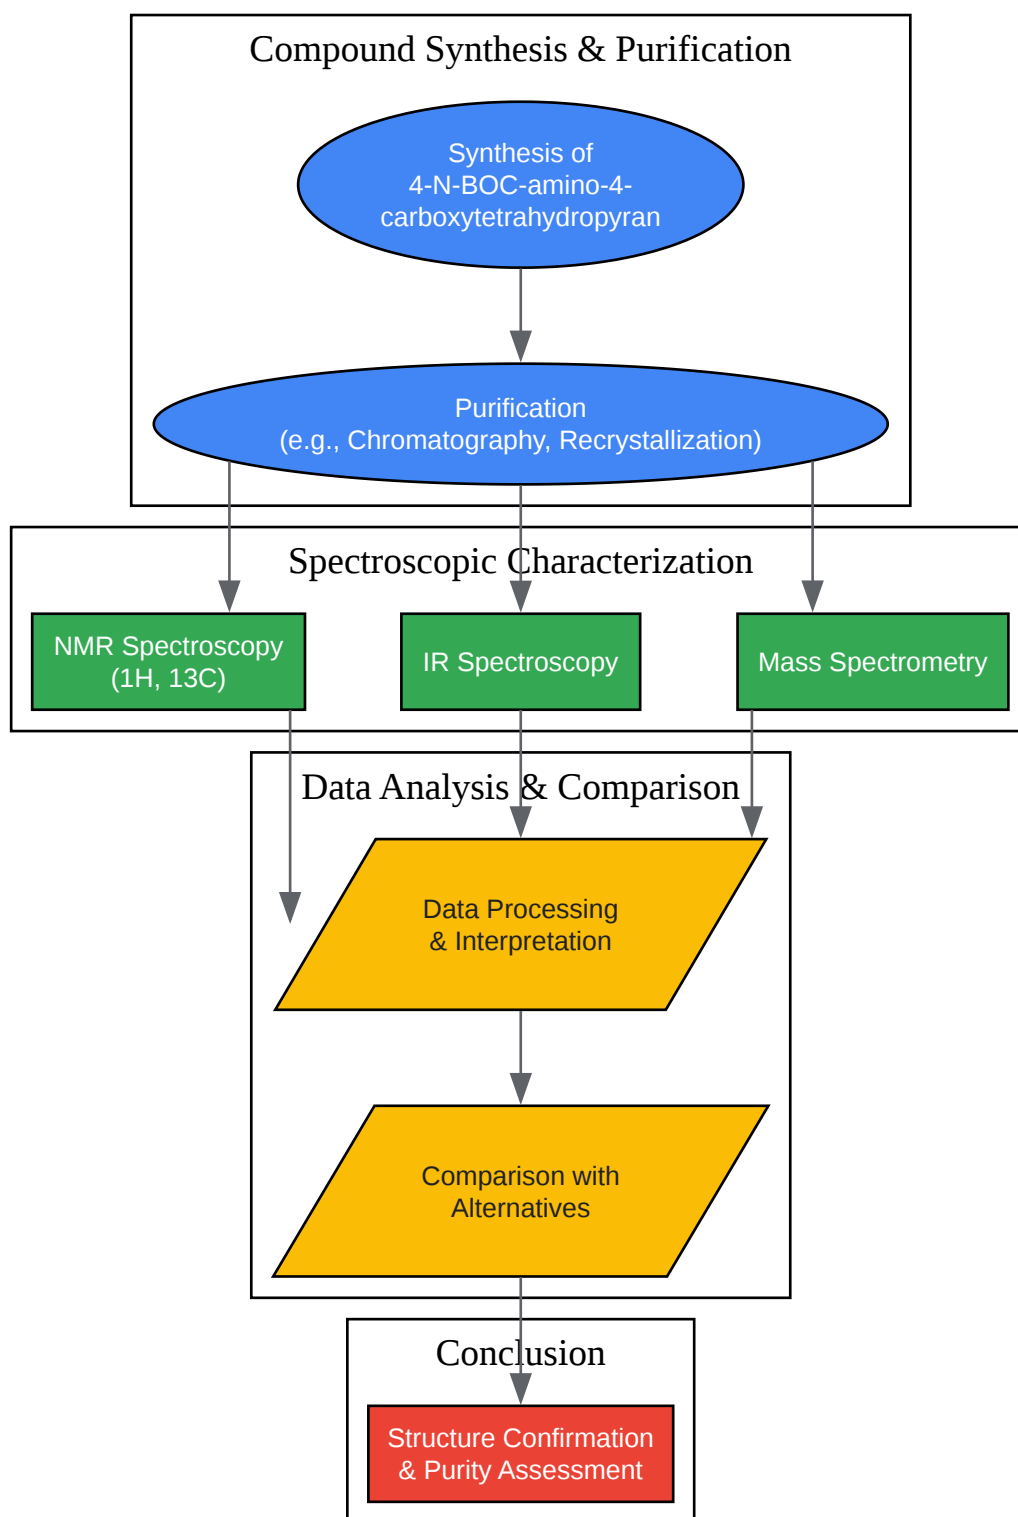 Compound Synthesis & Purification
Synthesis of
4-N-BOC-amino-4-
carboxytetrahydropyran
Purification
(e.g., Chromatography, Recrystallization)
Spectroscopic Characterization
NMR Spectroscopy
(1H, 13C)
IR Spectroscopy
Mass Spectrometry
Data Analysis & Comparison
Data Processing
& Interpretation
Comparison with
Alternatives
Conclusion
Structure Confirmation
& Purity Assessment